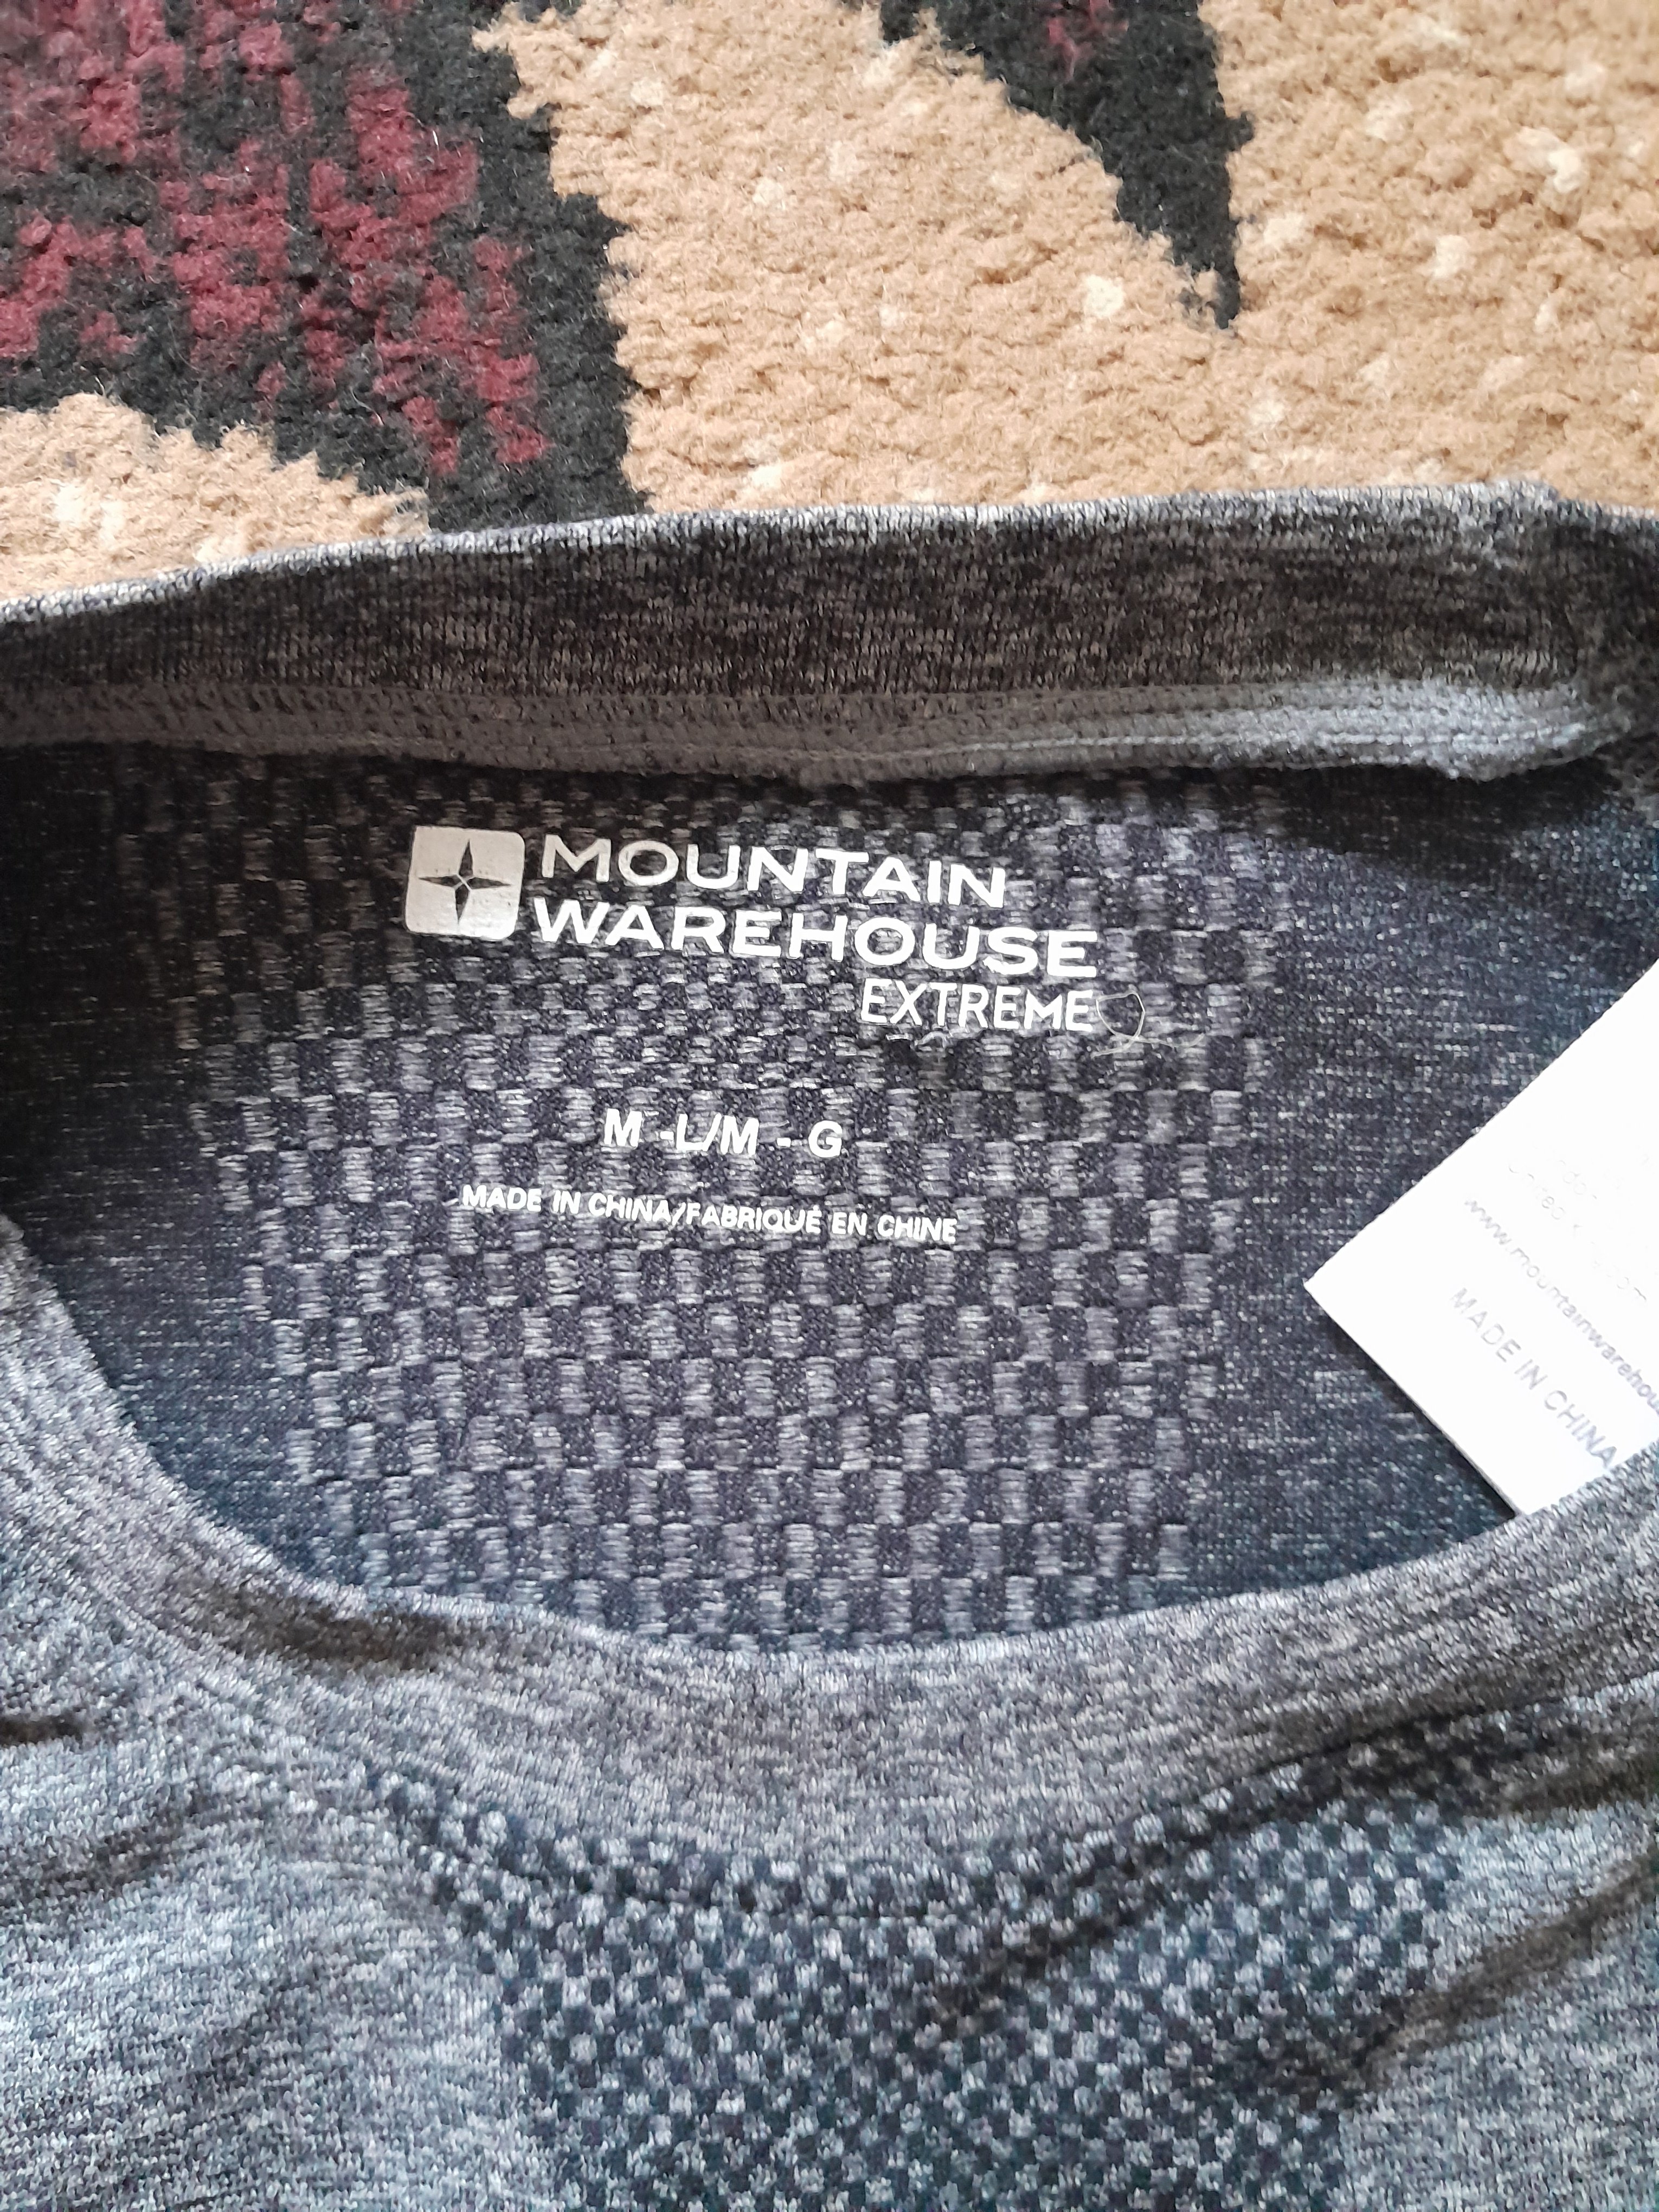 MOUNTAIN
WAREHOUSE
EXTREME
M -L/M - G
MADE IN CHINA/FABRIQUÉ EN CHINE
MADE IN CHINA